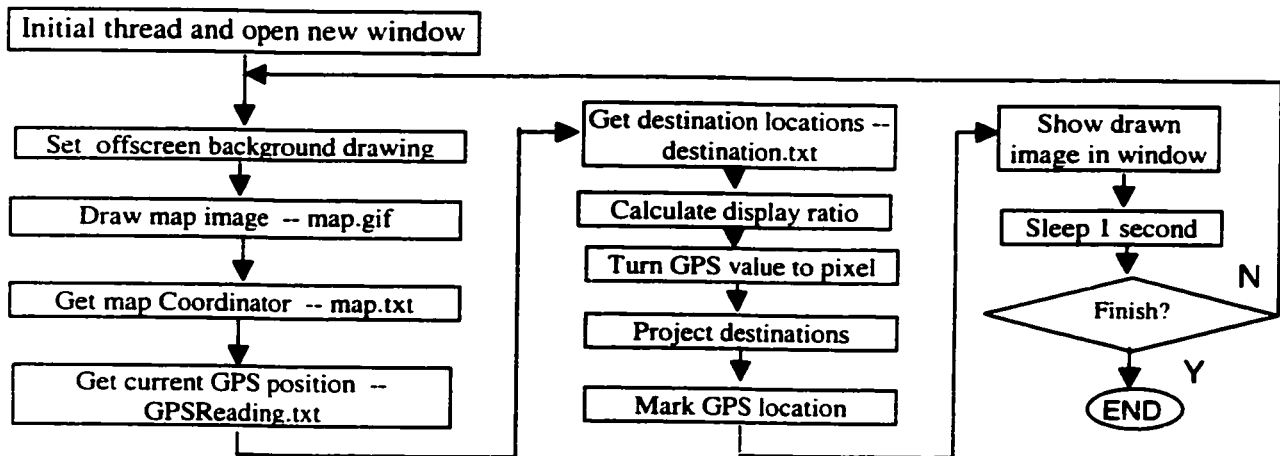 Initial thread and open new window
Set offscreen background drawing
Draw map image -- map.gif
Get map Coordinator -- map.txt
Get current GPS position --
GPSReading.txt
Get destination locations --
destination.txt
Calculate display ratio
Turn GPS value to pixel
Project destinations
Mark GPS location
Show drawn
image in window
Sleep 1 second
Finish?
N
Y
END